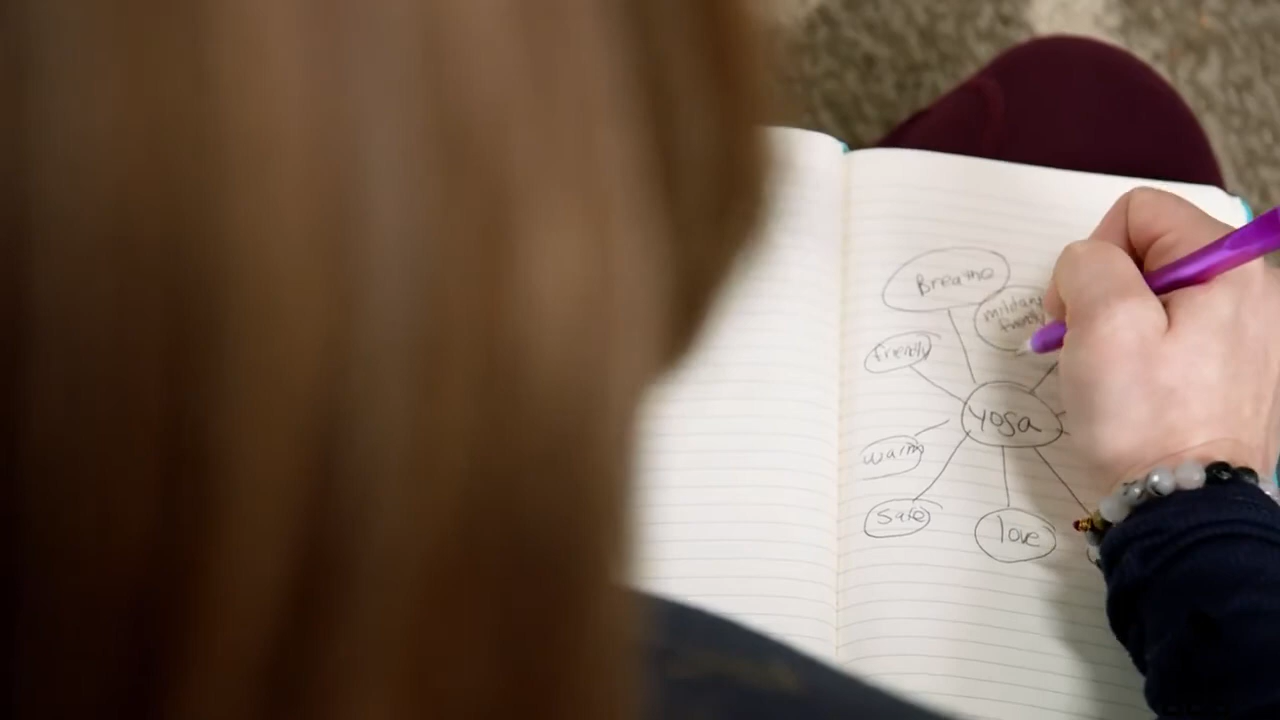 Breathe
military
friendly
friendly
yoga
warm
safe
love